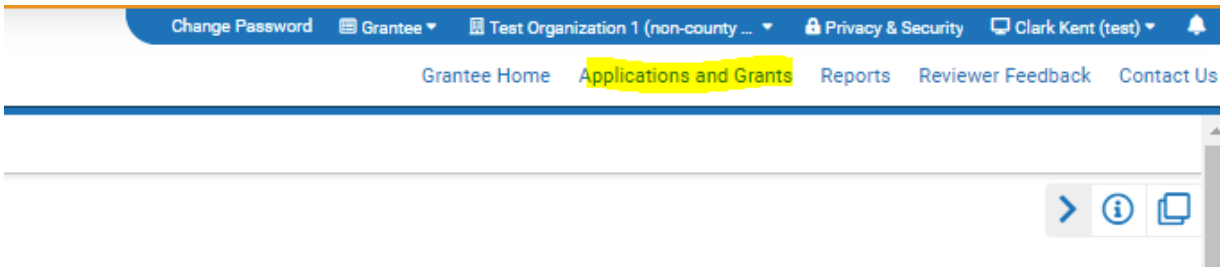 Change Password Grantee Test Organization 1 (non-county ... Privacy & Security Clark Kent (test)
Grantee Home Applications and Grants Reports Reviewer Feedback Contact Us